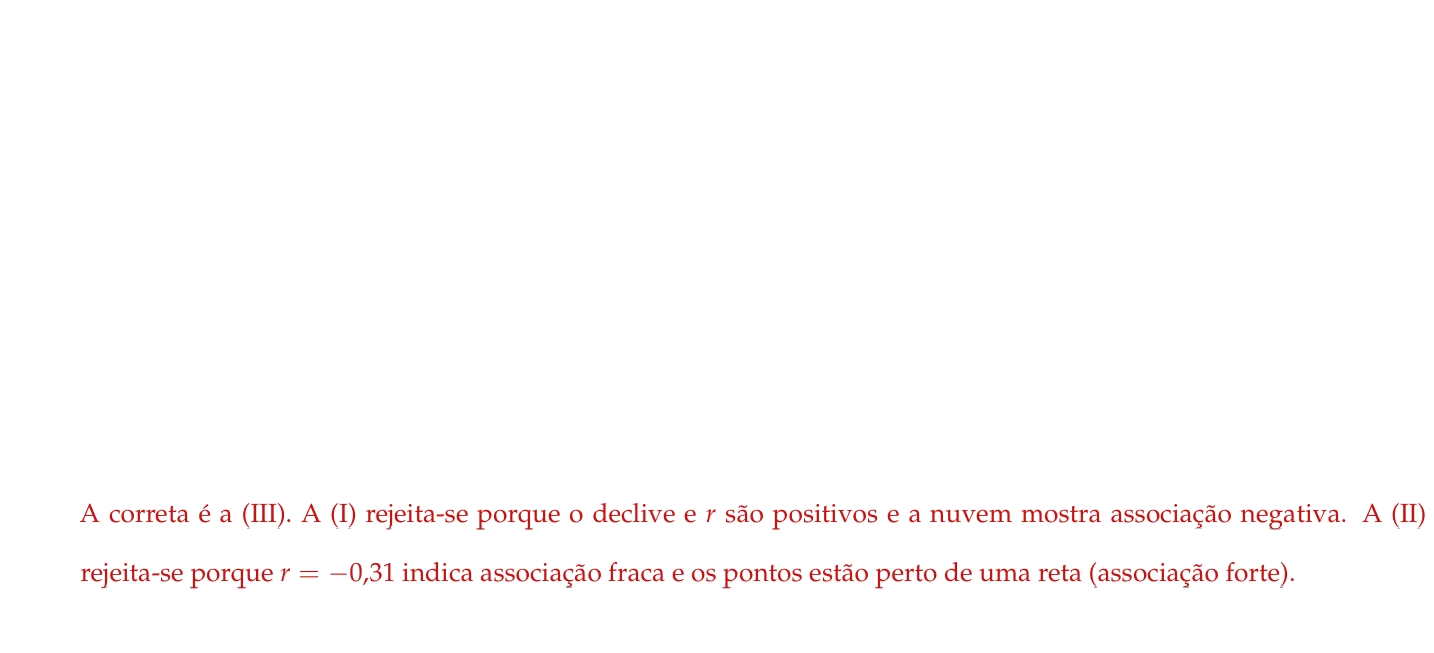 A correta é a (III). A (I) rejeita-se porque o declive e r são positivos e a nuvem mostra associação negativa. A (II)
rejeita-se porque r = −0,31 indica associação fraca e os pontos estão perto de uma reta (associação forte).